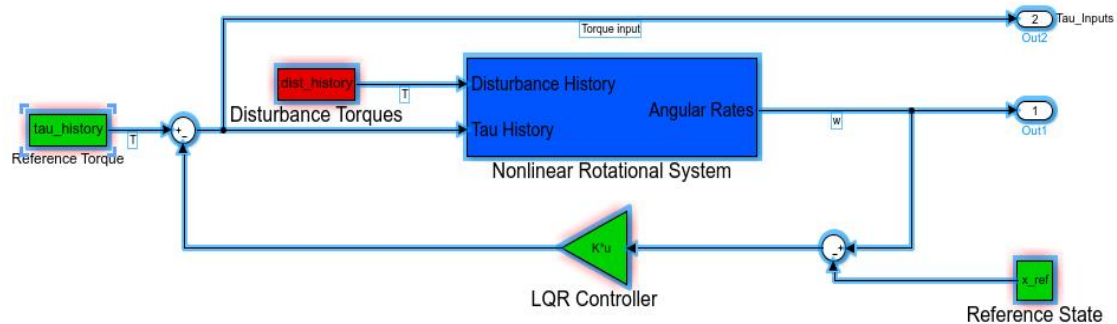 2
Tau_Inputs
Out2
Torque input
dist_history
T
Disturbance Torques
Disturbance History
Angular Rates
Tau History
Nonlinear Rotational System
w
1
Out1
tau_history
T
Reference Torque
+
-
K*u
LQR Controller
+
-
x_ref
Reference State